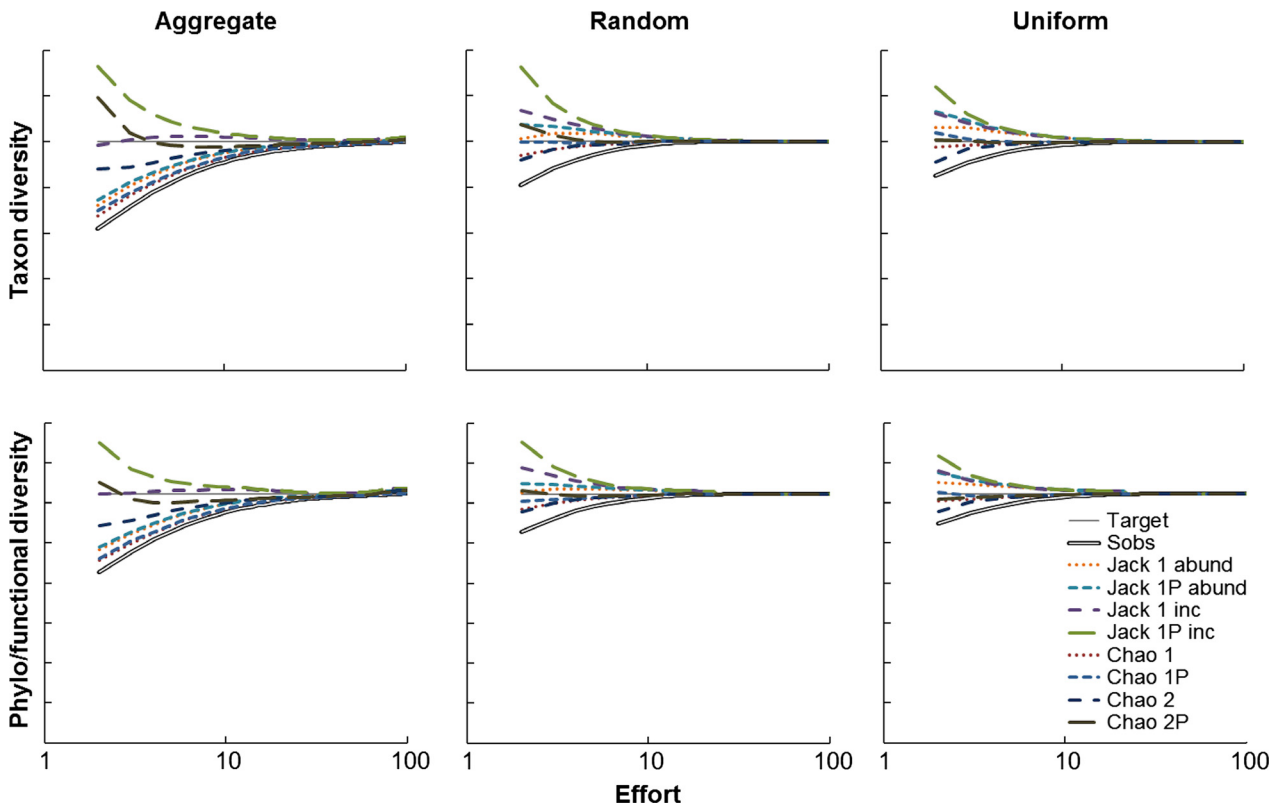 Aggregate
Random
Uniform
Taxon diversity
Phylo/functional diversity
Target
Sobs
Jack 1 abund
Jack 1P abund
Jack 1 inc
Jack 1P inc
Chao 1
Chao 1P
Chao 2
Chao 2P
1 10 100 1 10 100 1 10 100
Effort